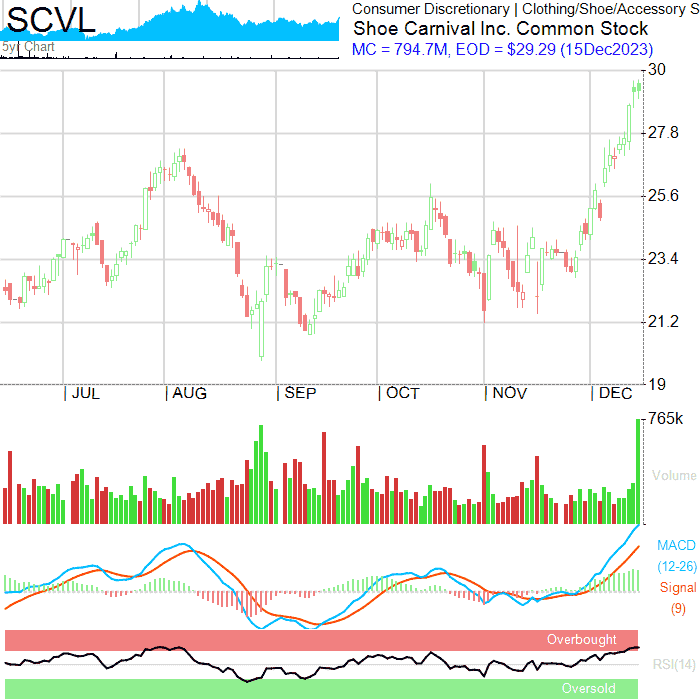 SCVL
Consumer Discretionary | Clothing/Shoe/Accessory S
Shoe Carnival Inc. Common Stock
5yr Chart
MC = 794.7M, EOD = $29.29 (15Dec2023)
30
27.8
25.6
23.4
21.2
19
| JUL | AUG | SEP | OCT | NOV | DEC
765k
Volume
MACD
(12-26)
Signal
(9)
Overbought
RSI(14)
Oversold